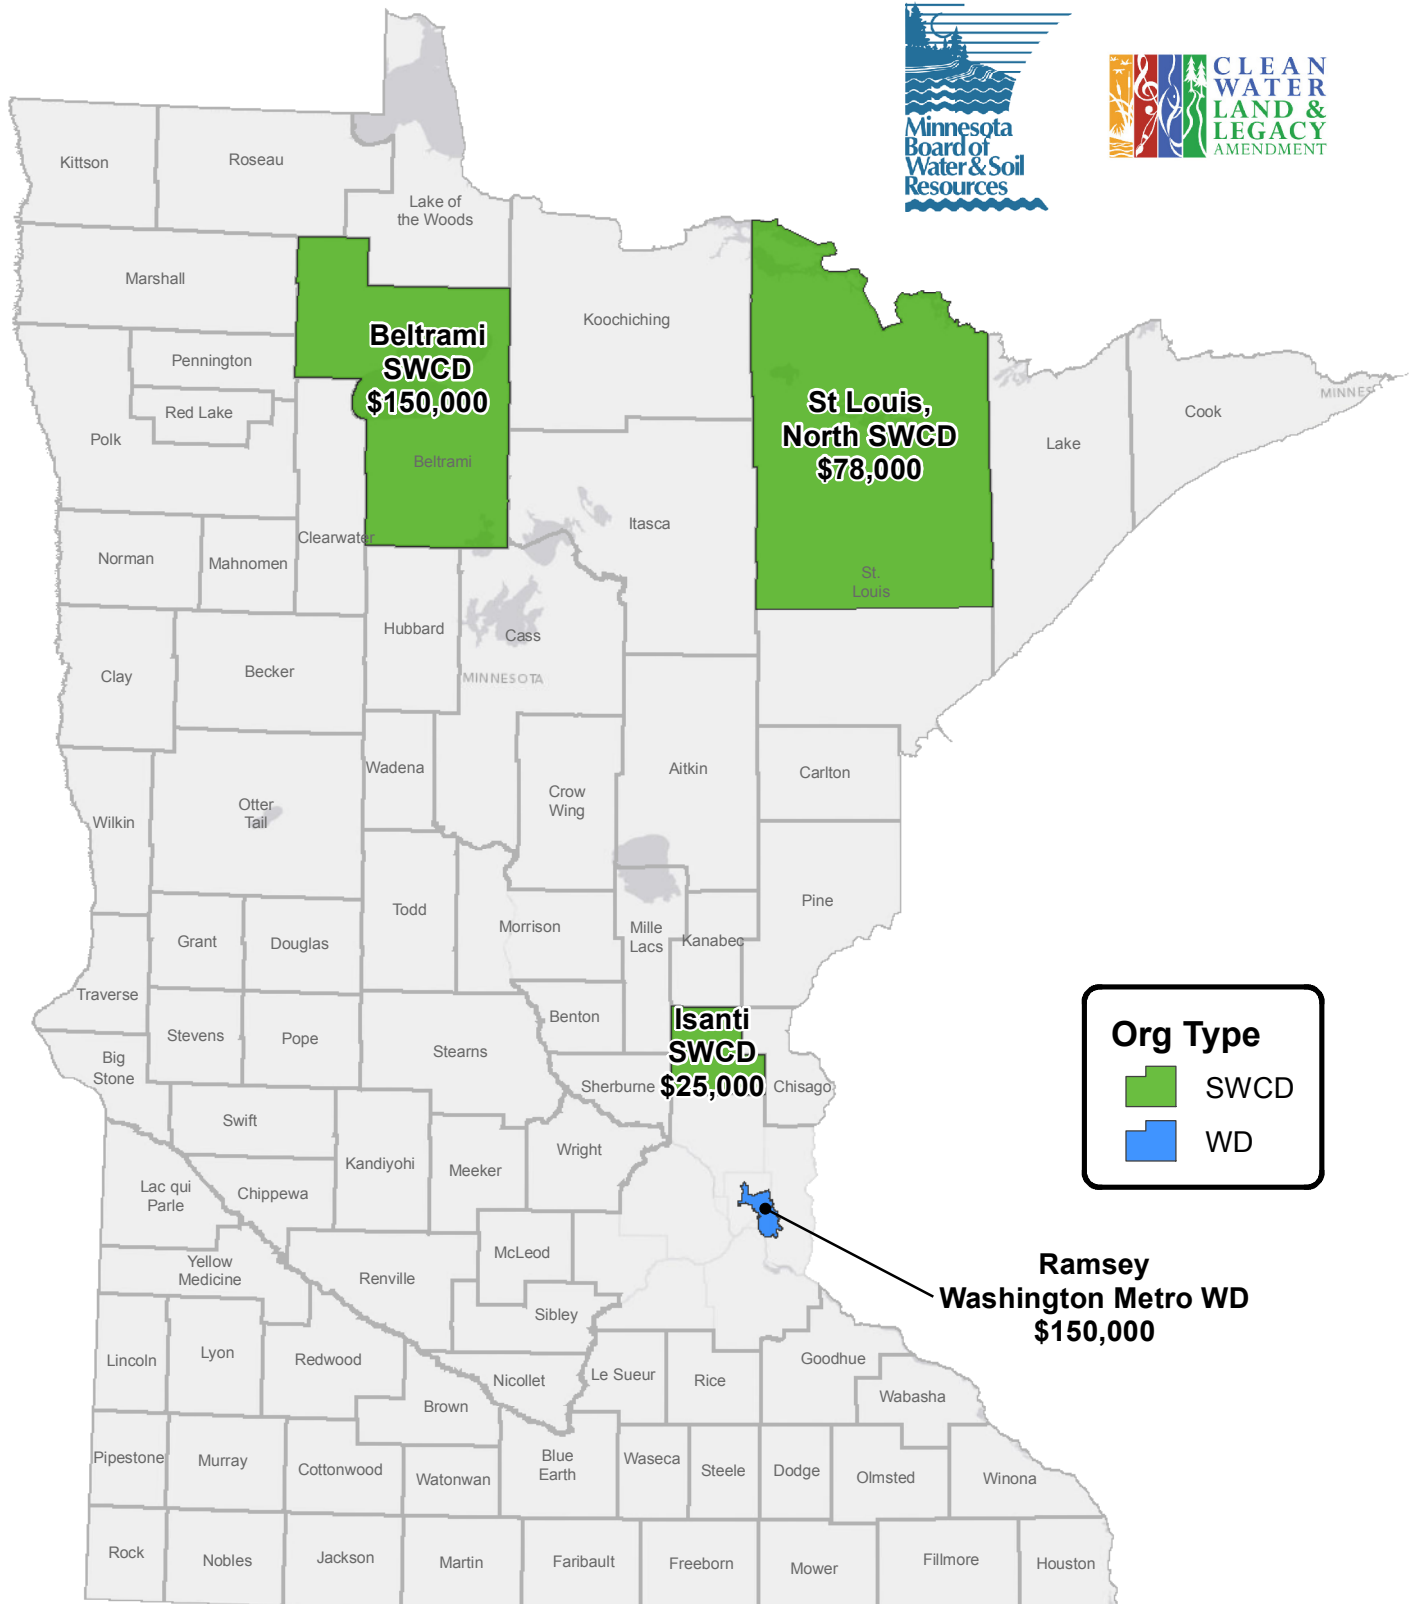 Minnesota
Board of
Water & Soil
Resources
CLEAN
WATER
LAND &
LEGACY
AMENDMENT
Kittson
Roseau
Lake of
the Woods
Marshall
Koochiching
Beltrami
SWCD
$150,000
Pennington
Red Lake
Polk
Beltrami
St Louis,
North SWCD
$78,000
MINNES
Cook
Lake
Itasca
Clearwater
Norman
Mahnomen
St.
Louis
Hubbard
Cass
MINNESOTA
Clay
Becker
Wadena
Aitkin
Carlton
Crow
Wing
Otter
Tail
Wilkin
Pine
Todd
Morrison
Mille
Lacs
Kanabec
Grant
Douglas
Traverse
Isanti
SWCD
$25,000
Benton
Stevens
Pope
Stearns
Big
Stone
Sherburne
Chisago
Org Type
SWCD
WD
Swift
Wright
Kandiyohi
Meeker
Lac qui
Parle
Chippewa
McLeod
Yellow
Medicine
Renville
Ramsey
Washington Metro WD
$150,000
Sibley
Lincoln
Lyon
Redwood
Goodhue
Nicollet
Le Sueur
Rice
Wabasha
Brown
Pipestone
Murray
Cottonwood
Watonwan
Blue
Earth
Waseca
Steele
Dodge
Olmsted
Winona
Rock
Nobles
Jackson
Martin
Faribault
Freeborn
Mower
Fillmore
Houston